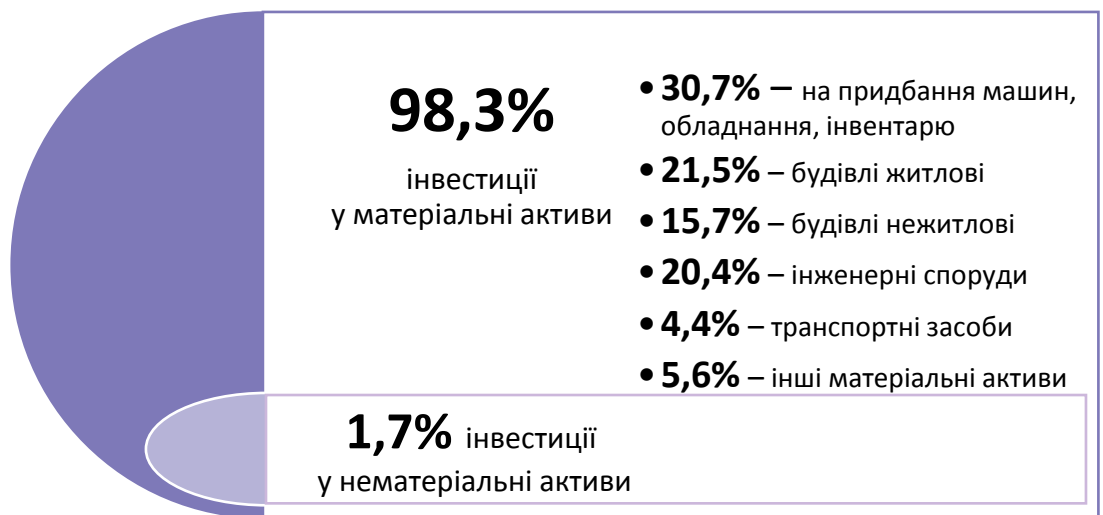 98,3%
інвестиції
у матеріальні активи
• 30,7% – на придбання машин,
обладнання, інвентарю
• 21,5% – будівлі житлові
• 15,7% – будівлі нежитлові
• 20,4% – інженерні споруди
• 4,4% – транспортні засоби
• 5,6% – інші матеріальні активи
1,7% інвестиції
у нематеріальні активи